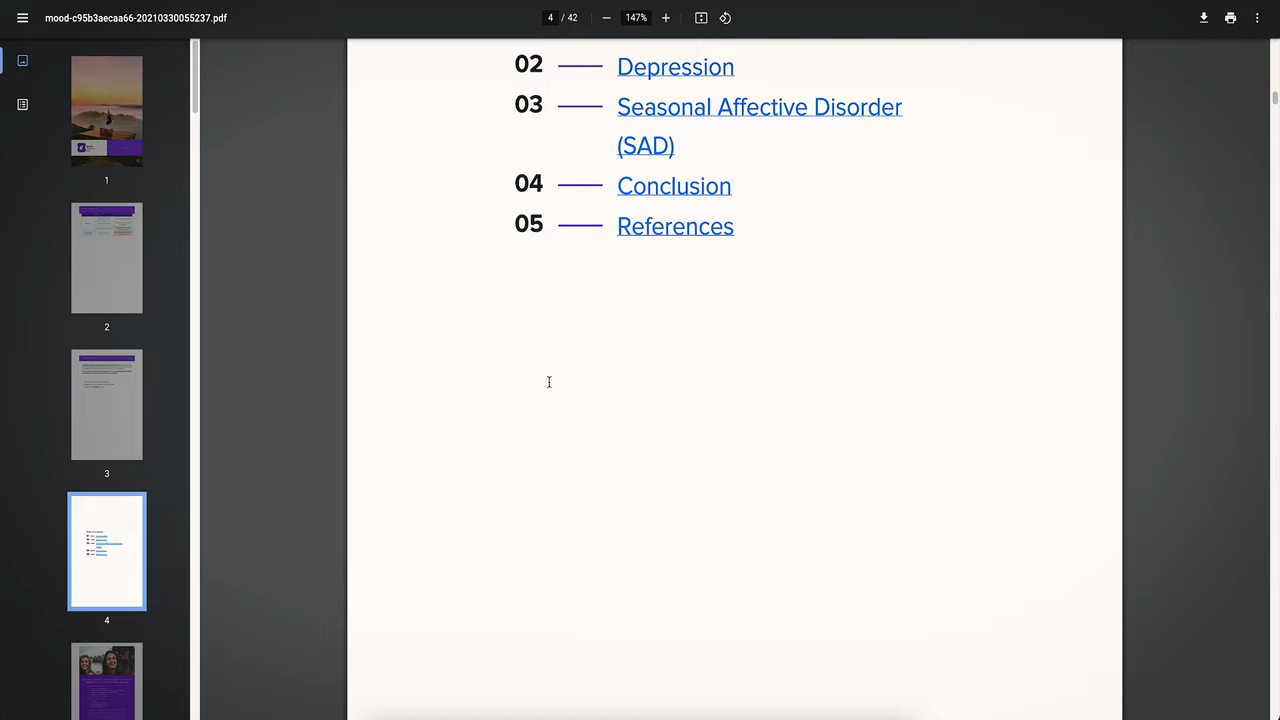 mood-c95b3aecaa66-20210330055237.pdf
4 / 42
147%
1
2
3
4
02 Depression
03 Seasonal Affective Disorder
(SAD)
04 Conclusion
05 References